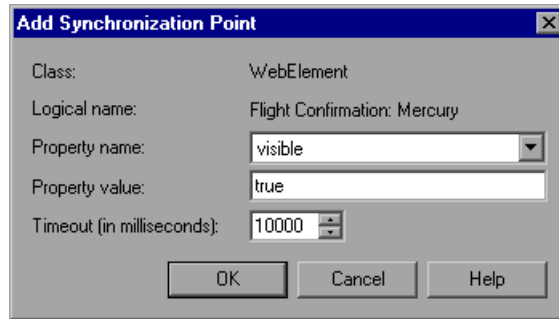 Add Synchronization Point
Class: WebElement
Logical name: Flight Confirmation: Mercury
Property name: visible
Property value: true
Timeout (in milliseconds): 10000
OK Cancel Help